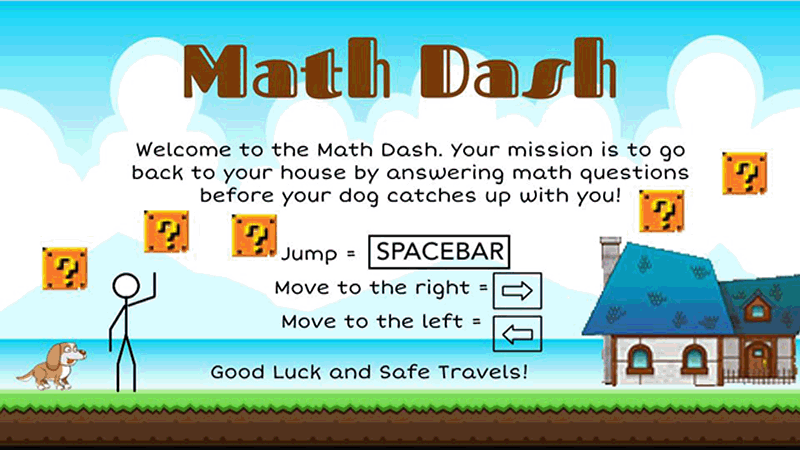 Math Dash
Welcome to the Math Dash. Your mission is to go
back to your house by answering math questions
before your dog catches up with you!
?
?
?
?
?
Jump = SPACEBAR
Move to the right = ⇨
Move to the left = ⇦
Good Luck and Safe Travels!